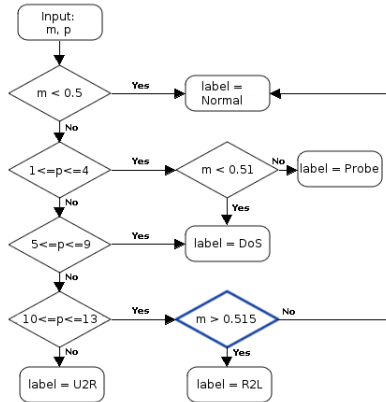 Input:
m, p
m < 0.5
Yes
label =
Normal
No
1<=p<=4
Yes
m < 0.51
No
label = Probe
No
Yes
5<=p<=9
Yes
label = DoS
No
10<=p<=13
Yes
m > 0.515
No
No
Yes
label = U2R
label = R2L